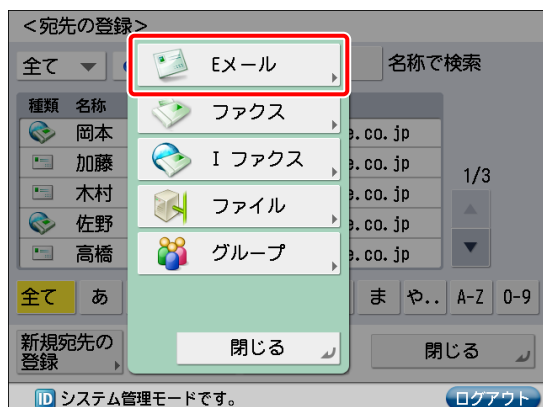 <宛先の登録>
全て
Eメール
名称で検索
種類 名称
ファクス
岡本
e.co.jp
加藤
I ファクス
e.co.jp
1/3
木村
e.co.jp
ファイル
佐野
e.co.jp
高橋
グループ
e.co.jp
全て あ ま や.. A-Z 0-9
新規宛先の
登録
閉じる
閉じる
システム管理モードです。
ログアウト